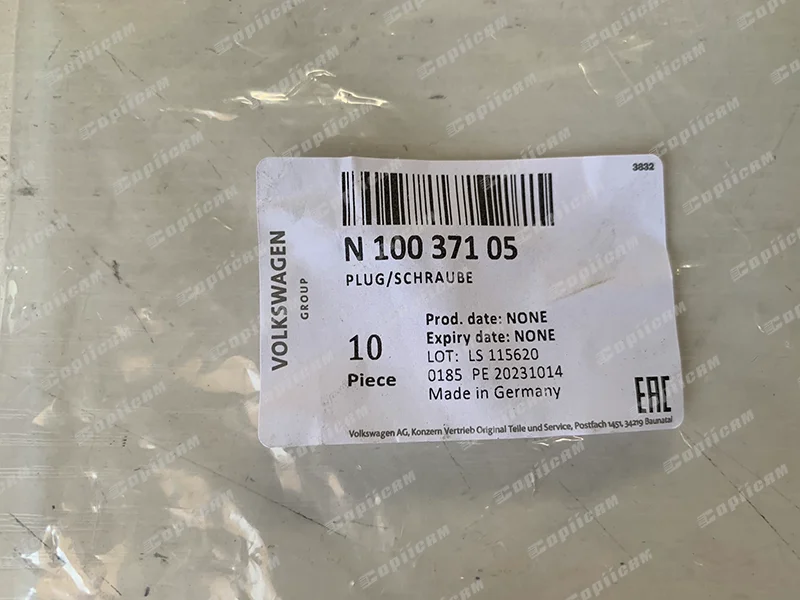 3832
VOLKSWAGEN
GROUP
N 100 371 05
PLUG/SCHRAUBE
10
Piece
Prod. date: NONE
Expiry date: NONE
LOT: LS 115620
0185 PE 20231014
Made in Germany
EAC
Volkswagen AG, Konzern Vertrieb Original Teile und Service, Postfach 1451, 34219 Baunatal
CopiiCAM